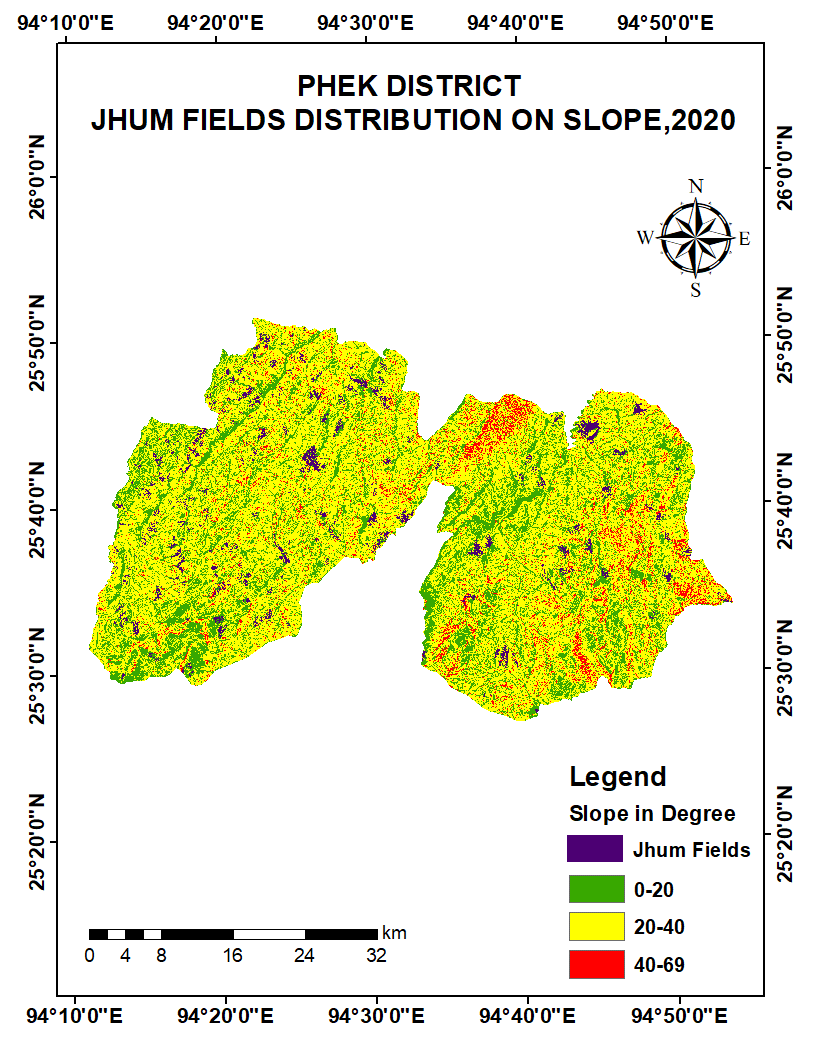 94°10'0"E 94°20'0"E 94°30'0"E 94°40'0"E 94°50'0"E
PHEK DISTRICT
JHUM FIELDS DISTRIBUTION ON SLOPE,2020
26°0'0"N
26°0'0"N
N
W E
S
25°50'0"N
25°50'0"N
25°40'0"N
25°40'0"N
25°30'0"N
25°30'0"N
Legend
Slope in Degree
Jhum Fields
0-20
20-40
40-69
25°20'0"N
25°20'0"N
km
0 4 8 16 24 32
94°10'0"E 94°20'0"E 94°30'0"E 94°40'0"E 94°50'0"E